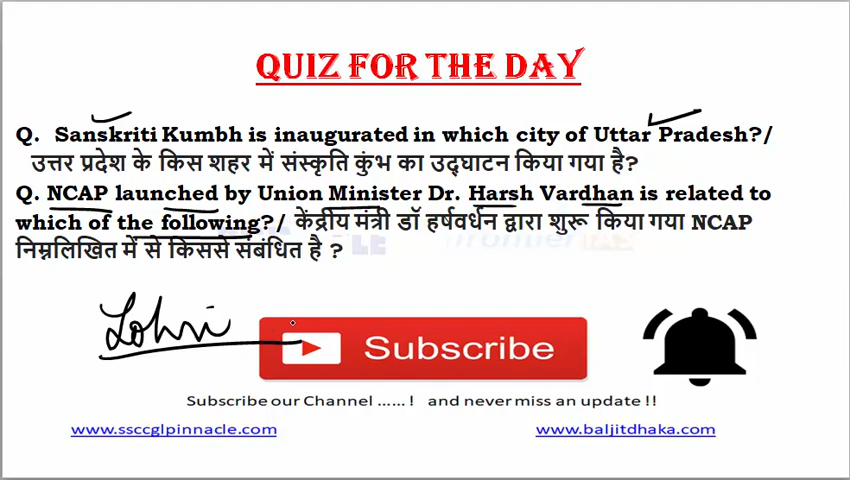 QUIZ FOR THE DAY
Q. Sanskriti Kumbh is inaugurated in which city of Uttar Pradesh?/
उत्तर प्रदेश के किस शहर में संस्कृति कुंभ का उद्घाटन किया गया है?
Q. NCAP launched by Union Minister Dr. Harsh Vardhan is related to
which of the following?/ केंद्रीय मंत्री डॉ हर्षवर्धन द्वारा शुरू किया गया NCAP
निम्नलिखित में से किससे संबंधित है ?
Lohri
Subscribe
Subscribe our Channel ......! and never miss an update !!
www.ssccglpinnacle.com www.baljitdhaka.com